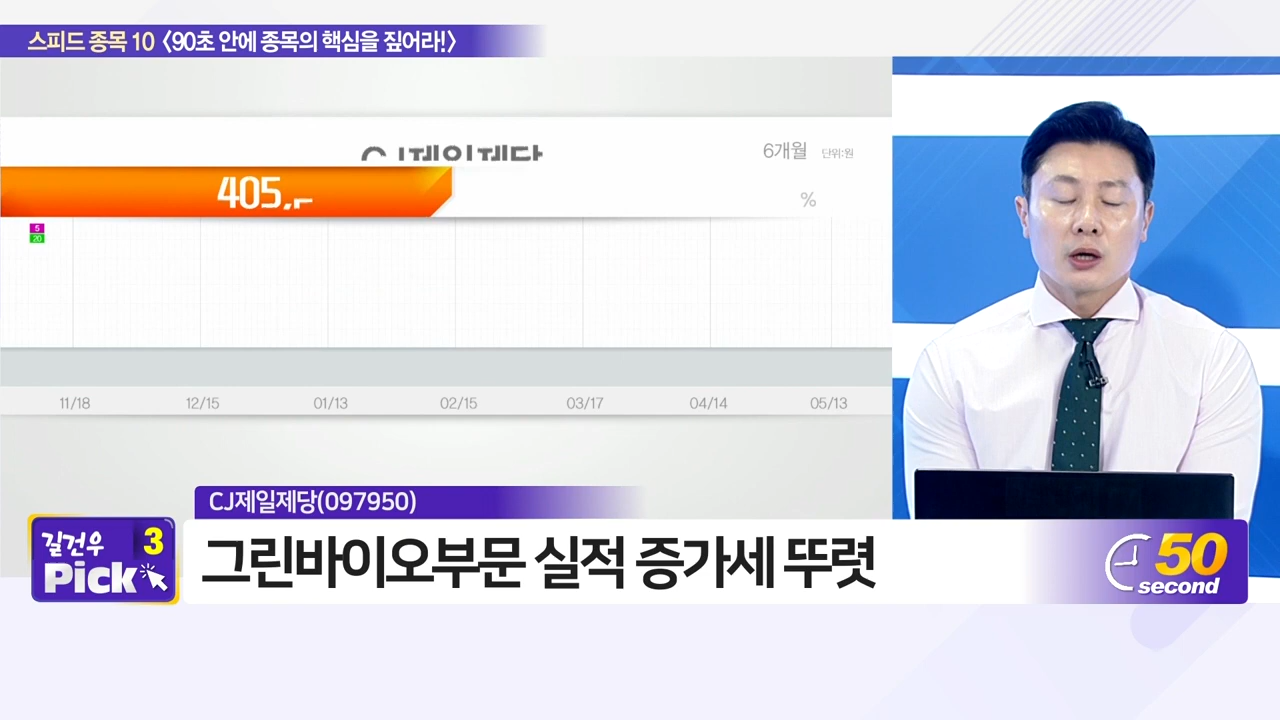 스피드 종목 10 〈90초 안에 종목의 핵심을 짚어라!〉
6개월 단위:원
405,
%
5
20
11/18 12/15 01/13 02/15 03/17 04/14 05/13
CJ제일제당(097950)
길건우 3
Pick
그린바이오부문 실적 증가세 뚜렷
50
second